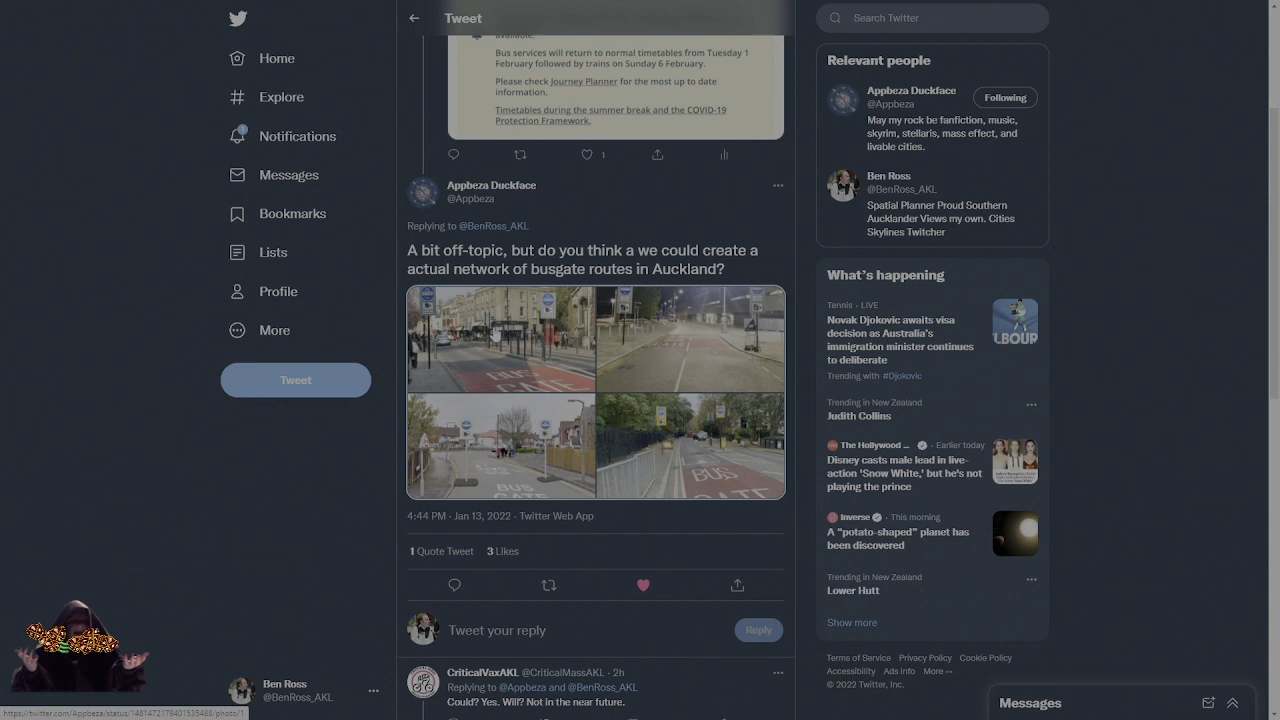 Home
Explore
Notifications
Messages
Bookmarks
Lists
Profile
More
Tweet
Ben Ross
@BenRoss_AKL
https://twitter.com/Appbeza/status/1481472179401535488/photo/1
Tweet
available.
Bus services will return to normal timetables from Tuesday 1
February followed by trains on Sunday 6 February.
Please check Journey Planner for the most up to date
information.
Timetables during the summer break and the COVID-19
Protection Framework.
1
Appbeza Duckface
@Appbeza
Replying to @BenRoss_AKL
A bit off-topic, but do you think a we could create a
actual network of busgate routes in Auckland?
BUS
GATE
BUS
GATE
BUS
GATE
4:44 PM · Jan 13, 2022 · Twitter Web App
1 Quote Tweet 3 Likes
Tweet your reply
Reply
CriticalVaxAKL @CriticalMassAKL · 2h
Replying to @Appbeza and @BenRoss_AKL
Could? Yes. Will? Not in the near future.
Search Twitter
Relevant people
Appbeza Duckface
@Appbeza
Following
May my rock be fanfiction, music,
skyrim, stellaris, mass effect, and
livable cities.
Ben Ross
@BenRoss_AKL
Spatial Planner Proud Southern
Aucklander Views my own. Cities
Skylines Twitcher
What's happening
Tennis · LIVE
Novak Djokovic awaits visa
decision as Australia's
immigration minister continues
to deliberate
Trending with #Djokovic
LBOUR
Trending in New Zealand
Judith Collins
The Hollywood ... · Earlier today
Disney casts male lead in live-
action 'Snow White,' but he's not
playing the prince
Inverse · This morning
A "potato-shaped" planet has
been discovered
Trending in New Zealand
Lower Hutt
Show more
Terms of Service Privacy Policy Cookie Policy
Accessibility Ads info More ···
© 2022 Twitter, Inc.
Messages